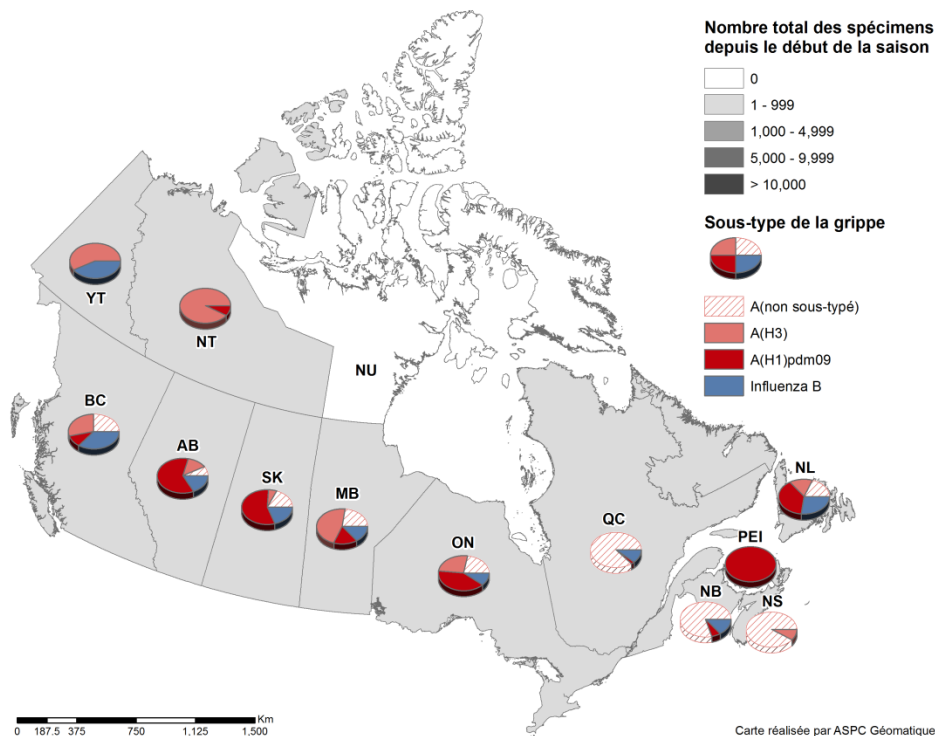 Nombre total des spécimens
depuis le début de la saison
0
1 - 999
1,000 - 4,999
5,000 - 9,999
> 10,000
Sous-type de la grippe
A(non sous-typé)
A(H3)
A(H1)pdm09
Influenza B
YT
NT
NU
BC
AB
SK
MB
ON
QC
NL
PEI
NB
NS
Km
0 187.5 375 750 1,125 1,500
Carte réalisée par ASPC Géomatique